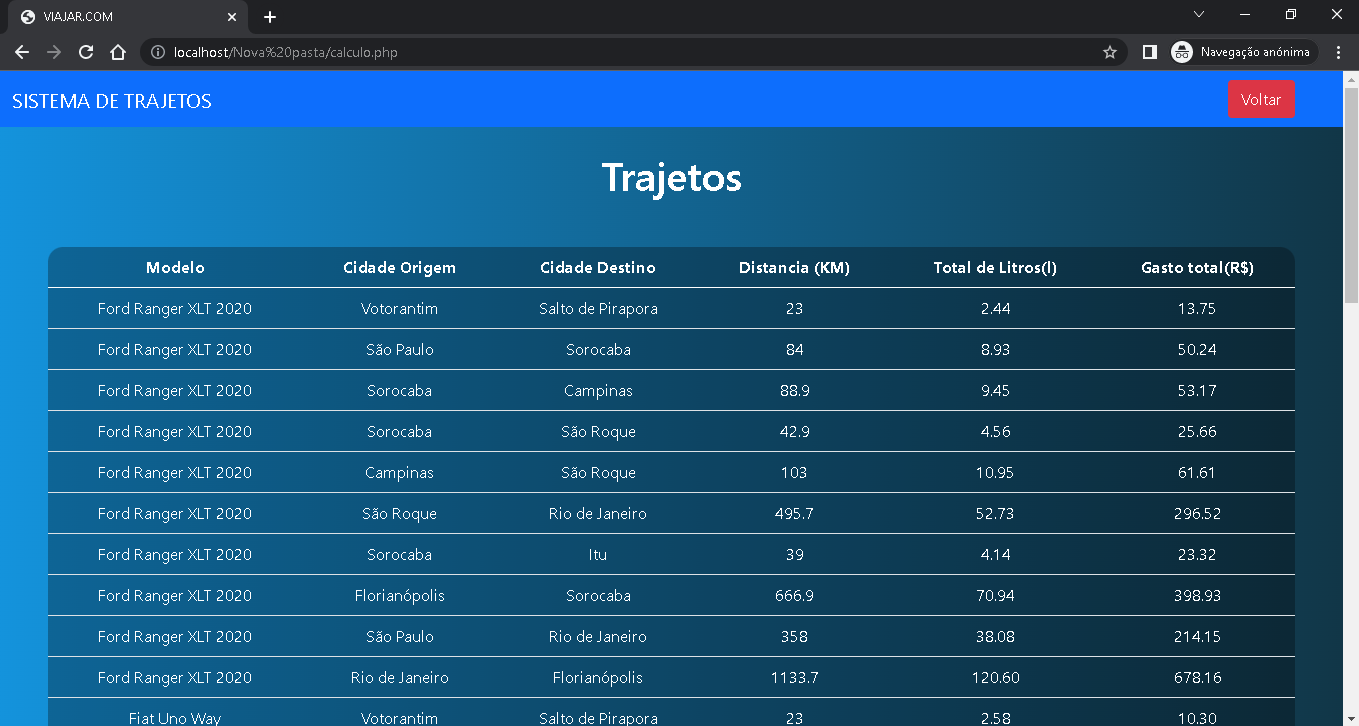 VIAJAR.COM
localhost/Nova%20pasta/calculo.php
Navegação anónima
SISTEMA DE TRAJETOS
Voltar
Trajetos
Modelo Cidade Origem Cidade Destino Distancia (KM) Total de Litros(l) Gasto total(R$)
Ford Ranger XLT 2020 Votorantim Salto de Pirapora 23 2.44 13.75
Ford Ranger XLT 2020 São Paulo Sorocaba 84 8.93 50.24
Ford Ranger XLT 2020 Sorocaba Campinas 88.9 9.45 53.17
Ford Ranger XLT 2020 Sorocaba São Roque 42.9 4.56 25.66
Ford Ranger XLT 2020 Campinas São Roque 103 10.95 61.61
Ford Ranger XLT 2020 São Roque Rio de Janeiro 495.7 52.73 296.52
Ford Ranger XLT 2020 Sorocaba Itu 39 4.14 23.32
Ford Ranger XLT 2020 Florianópolis Sorocaba 666.9 70.94 398.93
Ford Ranger XLT 2020 São Paulo Rio de Janeiro 358 38.08 214.15
Ford Ranger XLT 2020 Rio de Janeiro Florianópolis 1133.7 120.60 678.16
Fiat Uno Way Votorantim Salto de Pirapora 23 2.58 10.30